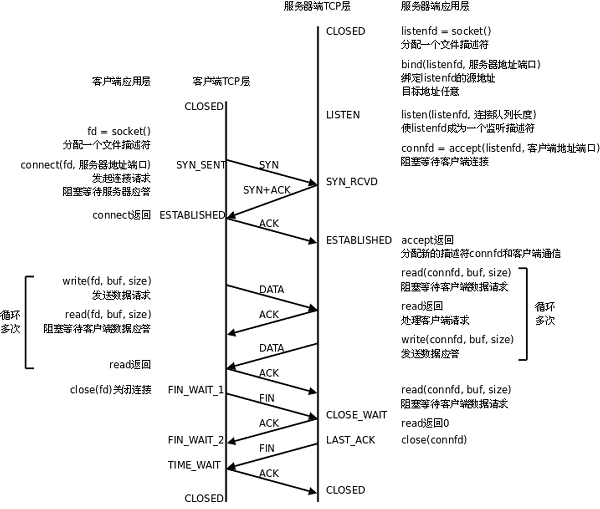 服务器端TCP层
服务器端应用层
CLOSED
listenfd = socket()
分配一个文件描述符
bind(listenfd, 服务器地址端口)
绑定listenfd的源地址
目标地址任意
客户端应用层
客户端TCP层
CLOSED
LISTEN
listen(listenfd, 连接队列长度)
使listenfd成为一个监听描述符
fd = socket()
分配一个文件描述符
connfd = accept(listenfd, 客户端地址端口)
阻塞等待客户端连接
connect(fd, 服务器地址端口)
发起连接请求
阻塞等待服务器应答
SYN_SENT
SYN
SYN_RCVD
SYN+ACK
connect返回
ESTABLISHED
ACK
ESTABLISHED
accept返回
分配新的描述符connfd和客户端通信
循环
多次
write(fd, buf, size)
发送数据请求
DATA
read(connfd, buf, size)
阻塞等待客户端数据请求
循环
多次
read(fd, buf, size)
阻塞等待客户端数据应答
ACK
read返回
处理客户端请求
DATA
write(connfd, buf, size)
发送数据应答
read返回
ACK
close(fd)关闭连接
FIN_WAIT_1
FIN
read(connfd, buf, size)
阻塞等待客户端数据请求
CLOSE_WAIT
read返回0
ACK
FIN_WAIT_2
LAST_ACK
close(connfd)
FIN
TIME_WAIT
ACK
CLOSED
CLOSED